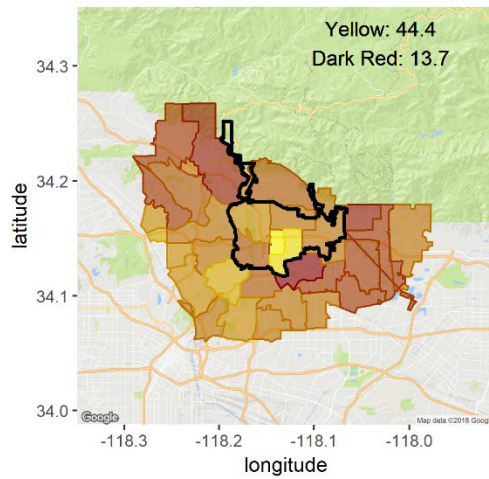 Yellow: 44.4
Dark Red: 13.7
34.3
34.2
34.1
34.0
latitude
Google
Map data ©2018 Goog
-118.3 -118.2 -118.1 -118.0
longitude